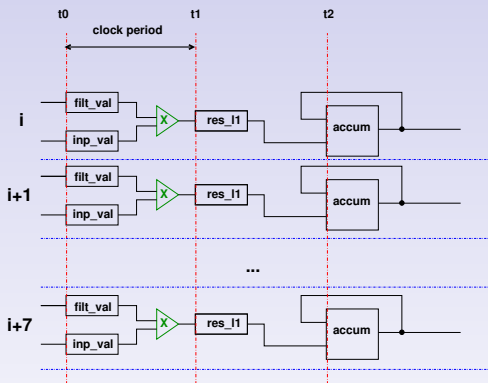 t0 t1 t2
clock period
i
filt_val
X
res_l1
inp_val
accum
i+1
filt_val
X
res_l1
inp_val
accum
...
i+7
filt_val
X
res_l1
inp_val
accum